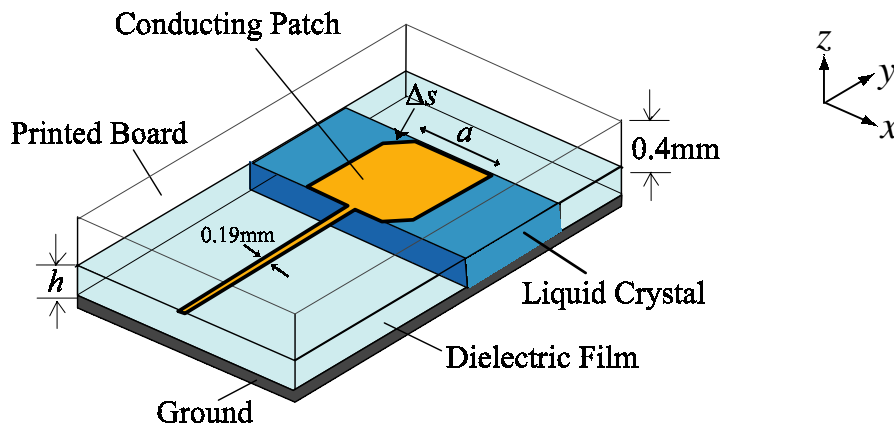 Conducting Patch
z
y
x
Δs
a
Printed Board
0.4mm
0.19mm
h
Liquid Crystal
Dielectric Film
Ground